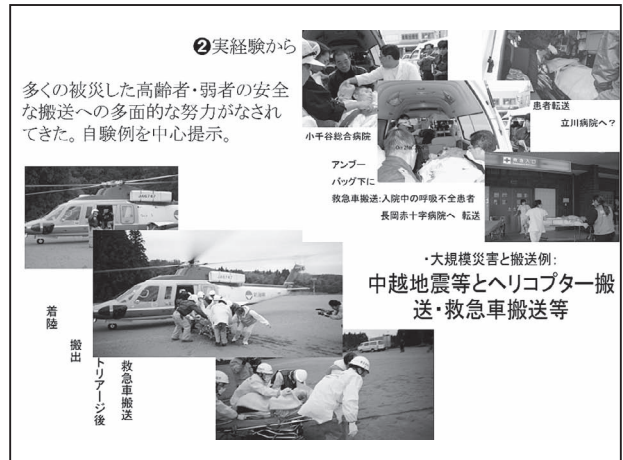 ❷実経験から
多くの被災した高齢者・弱者の安全
な搬送への多面的な努力がなされ
てきた。自験例を中心提示。
小千谷総合病院
患者転送
立川病院へ?
アンブー
バッグ下に
救急車搬送:入院中の呼吸不全患者
長岡赤十字病院へ 転送
・大規模災害と搬送例:
中越地震等とヘリコプター搬
送・救急車搬送等
着陸
搬出
トリアージ後
救急車搬送